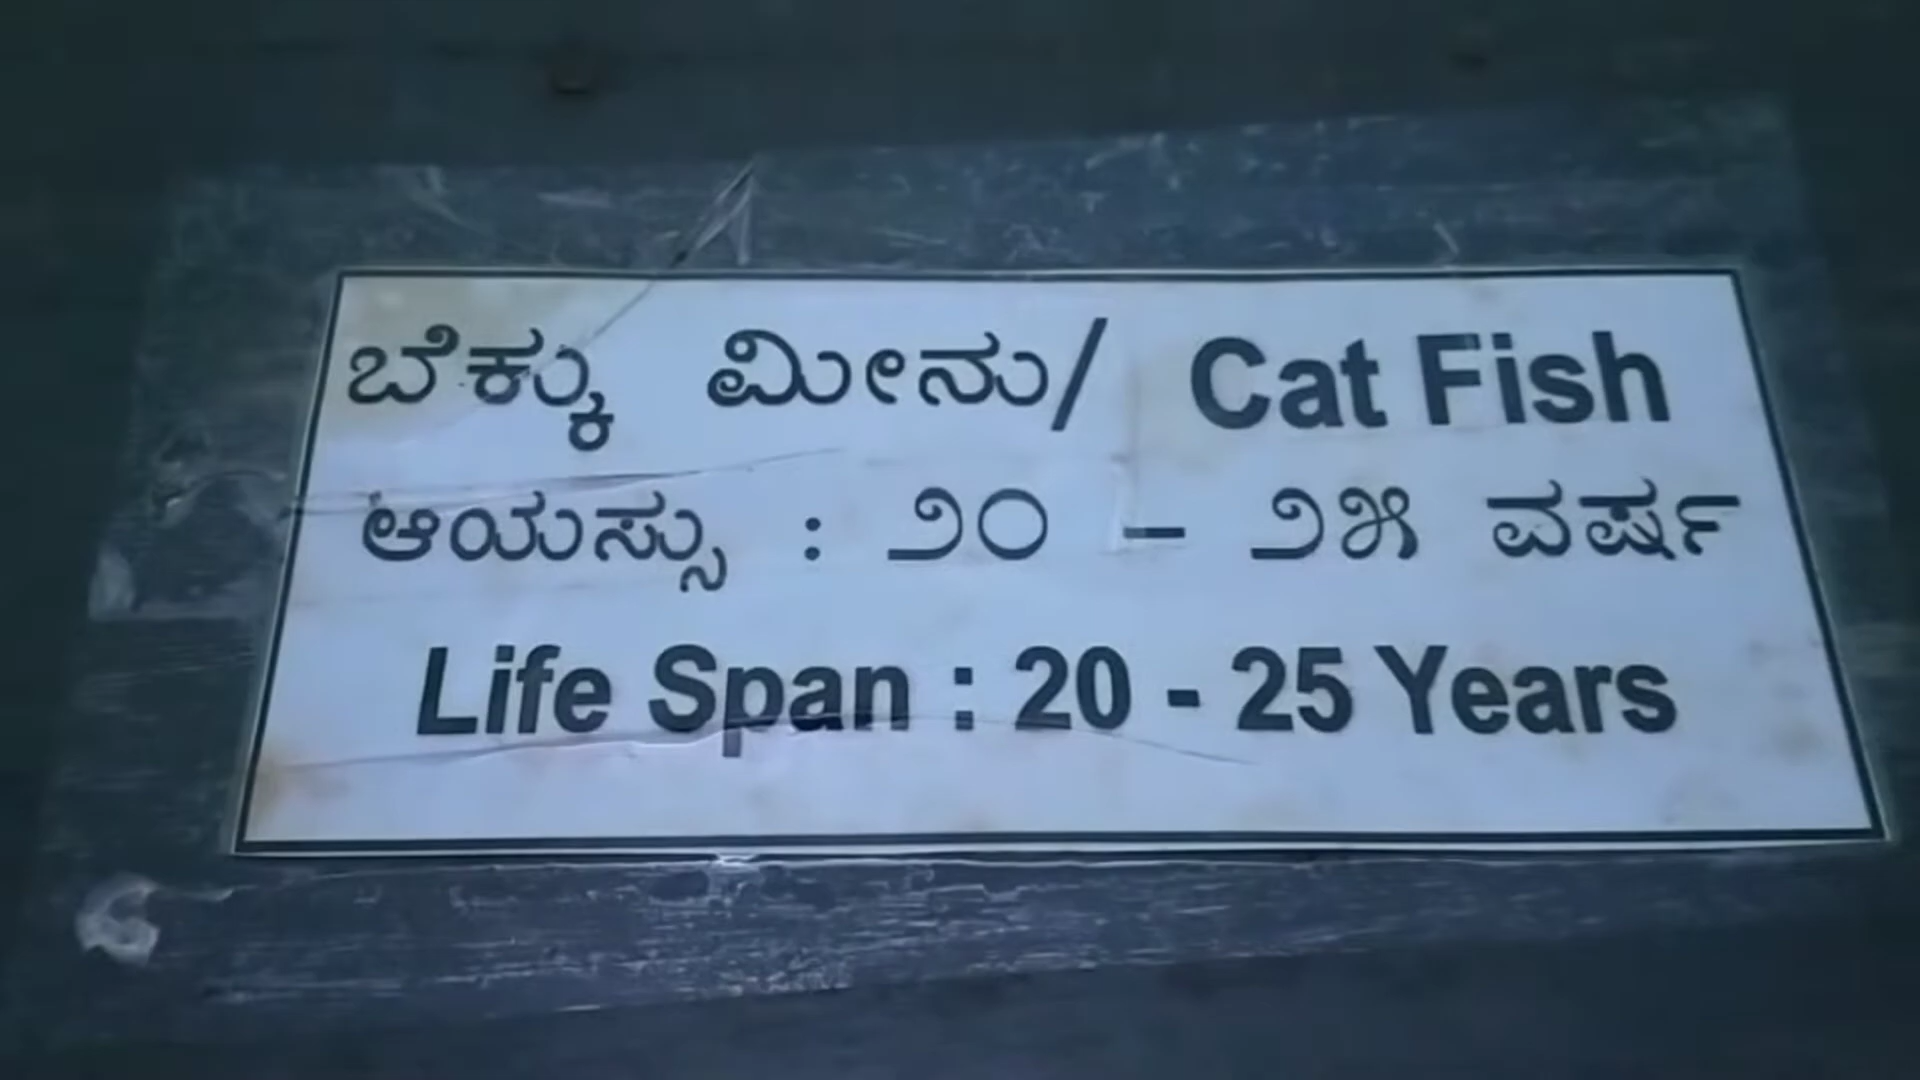 ಬೆಕ್ಕು ಮೀನು/ Cat Fish
ಆಯಸ್ಸು : ೨೦ – ೨೫ ವರ್ಷ
Life Span : 20 - 25 Years